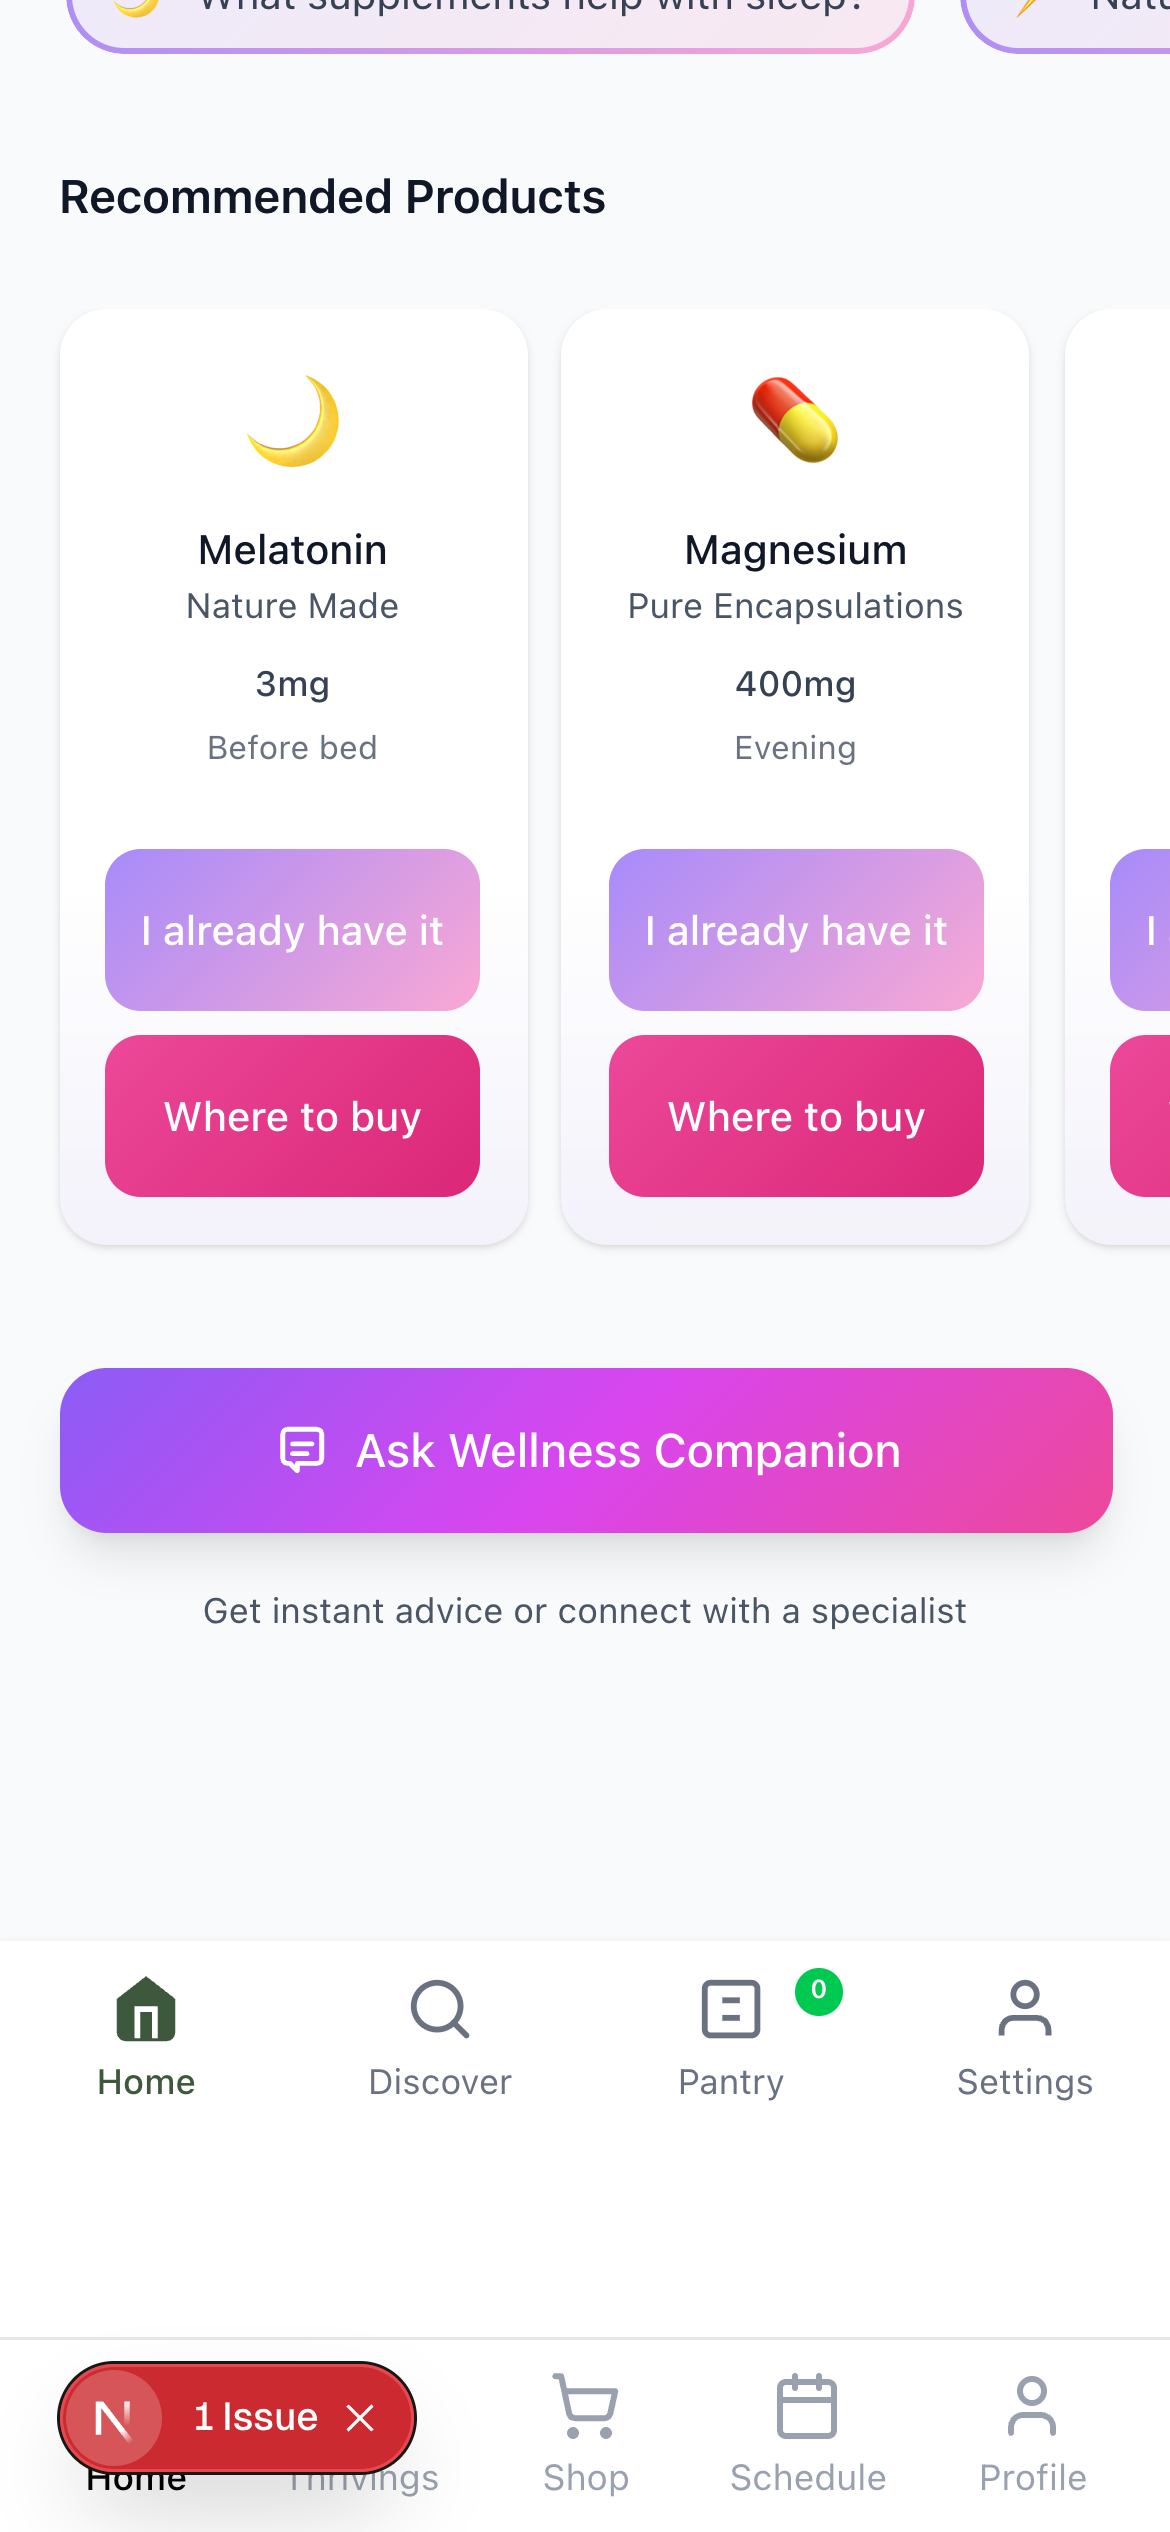 What supplements help with sleep?
Recommended Products
Melatonin
Nature Made
3mg
Before bed
I already have it
Where to buy
Magnesium
Pure Encapsulations
400mg
Evening
I already have it
Where to buy
I
Ask Wellness Companion
Get instant advice or connect with a specialist
Home
Discover
0
Pantry
Settings
N
1 Issue
Home
Thrivings
Shop
Schedule
Profile